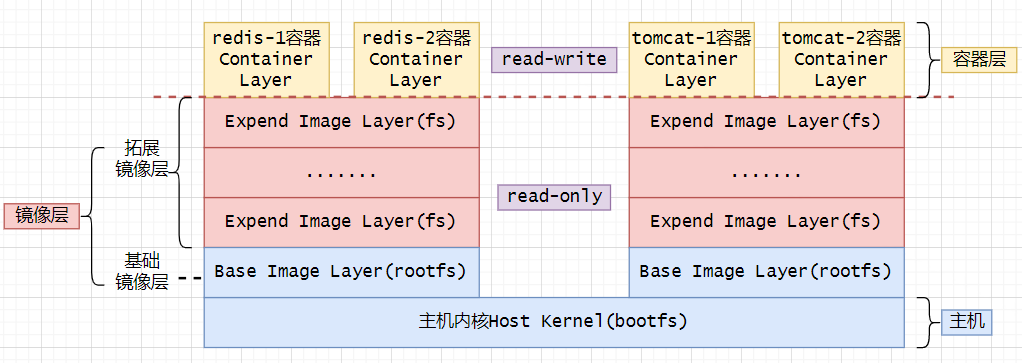 redis-1容器
Container
Layer
redis-2容器
Container
Layer
read-write
tomcat-1容器
Container
Layer
tomcat-2容器
Container
Layer
容器层
Expend Image Layer(fs)
Expend Image Layer(fs)
拓展
镜像层
.......
.......
read-only
镜像层
Expend Image Layer(fs)
Expend Image Layer(fs)
基础
镜像层
Base Image Layer(rootfs)
Base Image Layer(rootfs)
主机内核Host Kernel(bootfs)
主机